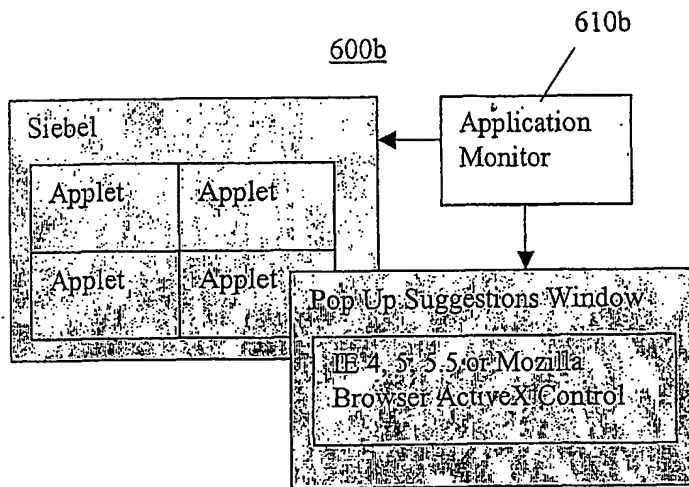 610b
600b
Siebel
Application
Monitor
Applet Applet
Applet Applet
Pop Up Suggestions Window
IE 4, 5, 5.5 or Mozilla
Browser ActiveX Control